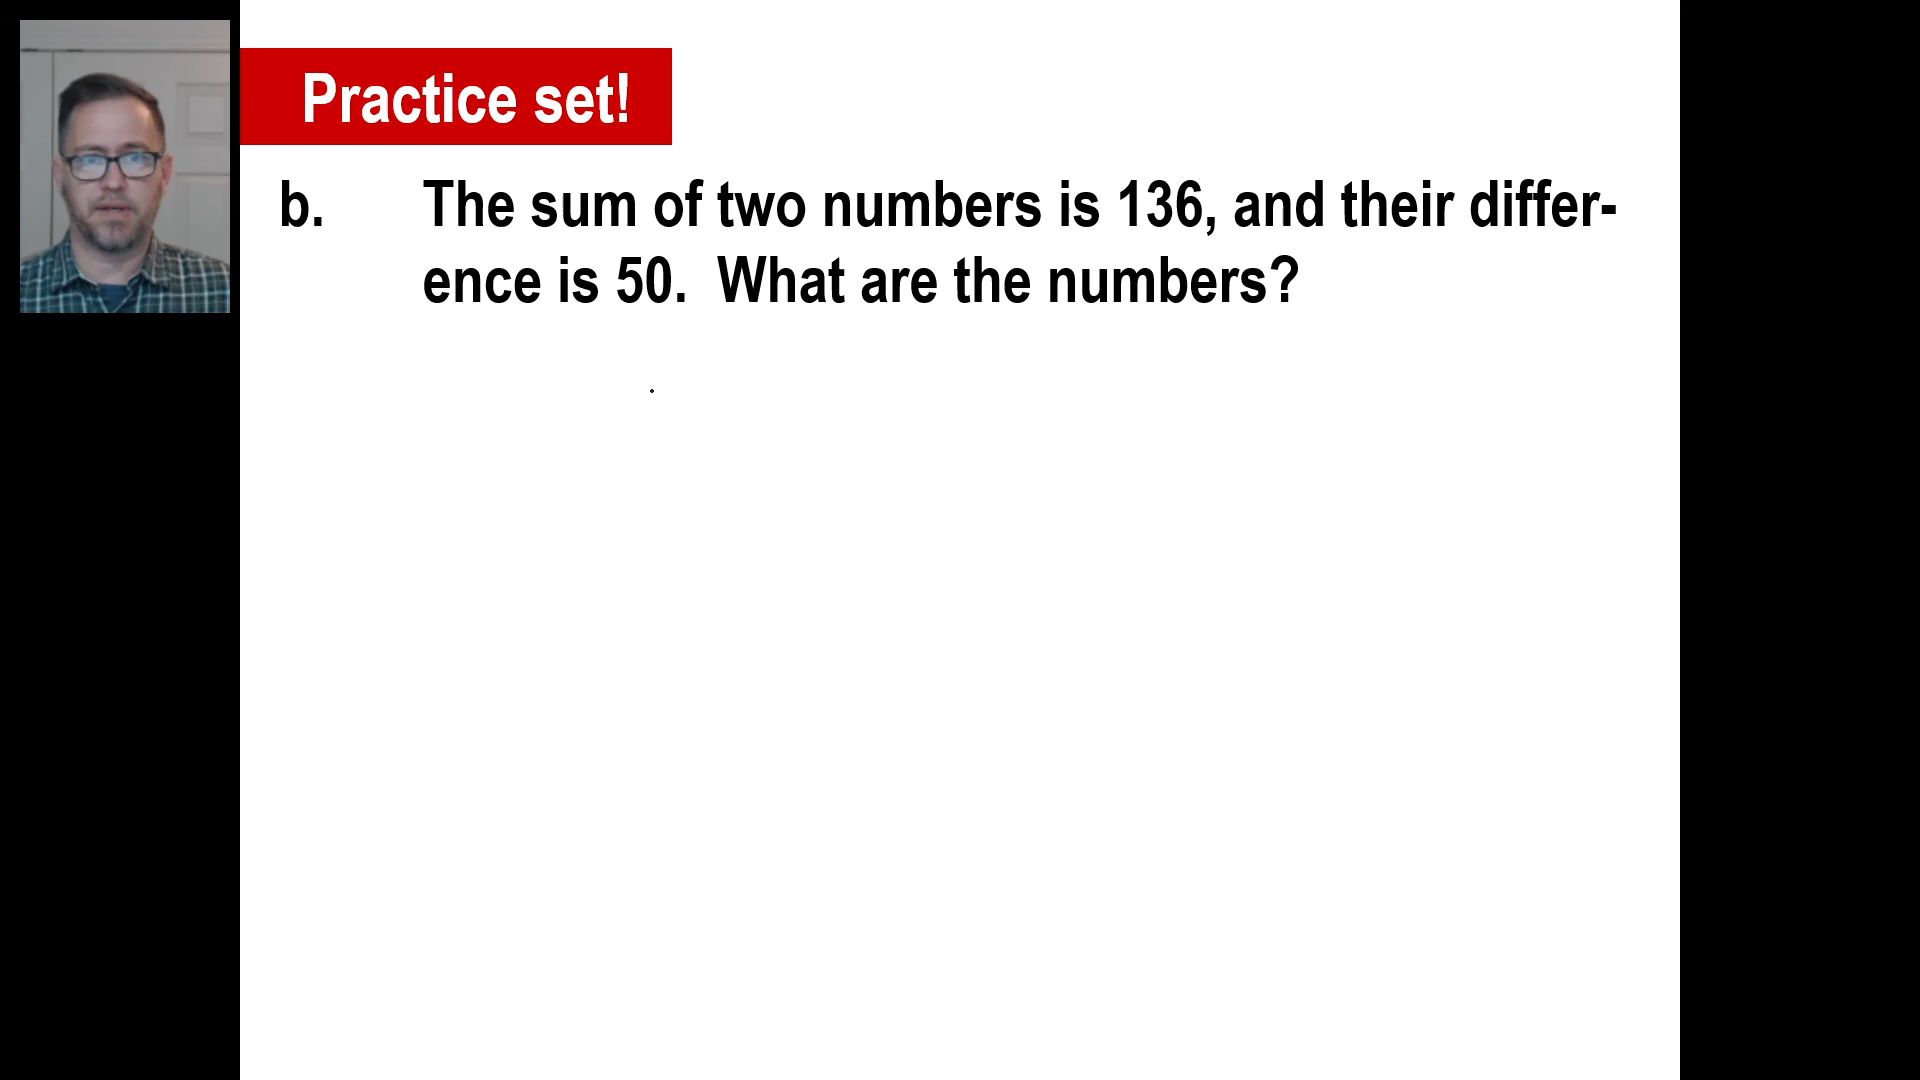 Practice set!
b. The sum of two numbers is 136, and their differ-
ence is 50. What are the numbers?